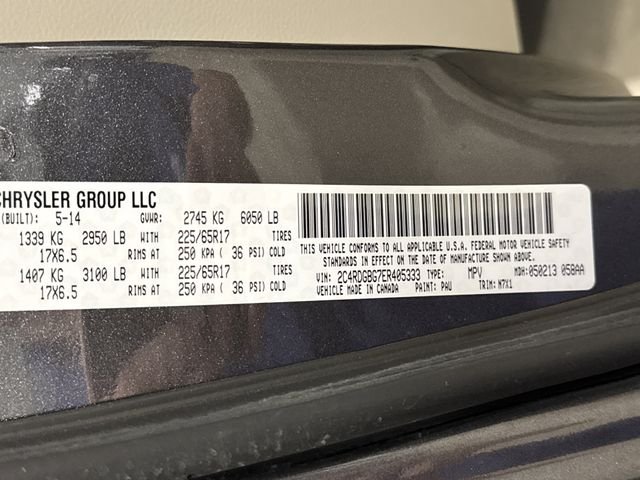 CHRYSLER GROUP LLC
(BUILT): 5-14 GVWR: 2745 KG 6050 LB
1339 KG 2950 LB WITH 225/65R17 TIRES
17X6.5 RIMS AT 250 KPA ( 36 PSI) COLD
1407 KG 3100 LB WITH 225/65R17 TIRES
17X6.5 RIMS AT 250 KPA ( 36 PSI) COLD
THIS VEHICLE CONFORMS TO ALL APPLICABLE U.S.A. FEDERAL MOTOR VEHICLE SAFETY
STANDARDS IN EFFECT ON THE DATE OF MANUFACTURE SHOWN ABOVE.
VIN: 2C4RDGBG7ER405333 TYPE: MPV MDH: 050213 058AA
VEHICLE MADE IN CANADA PAINT: PAU TRIM: N7X1